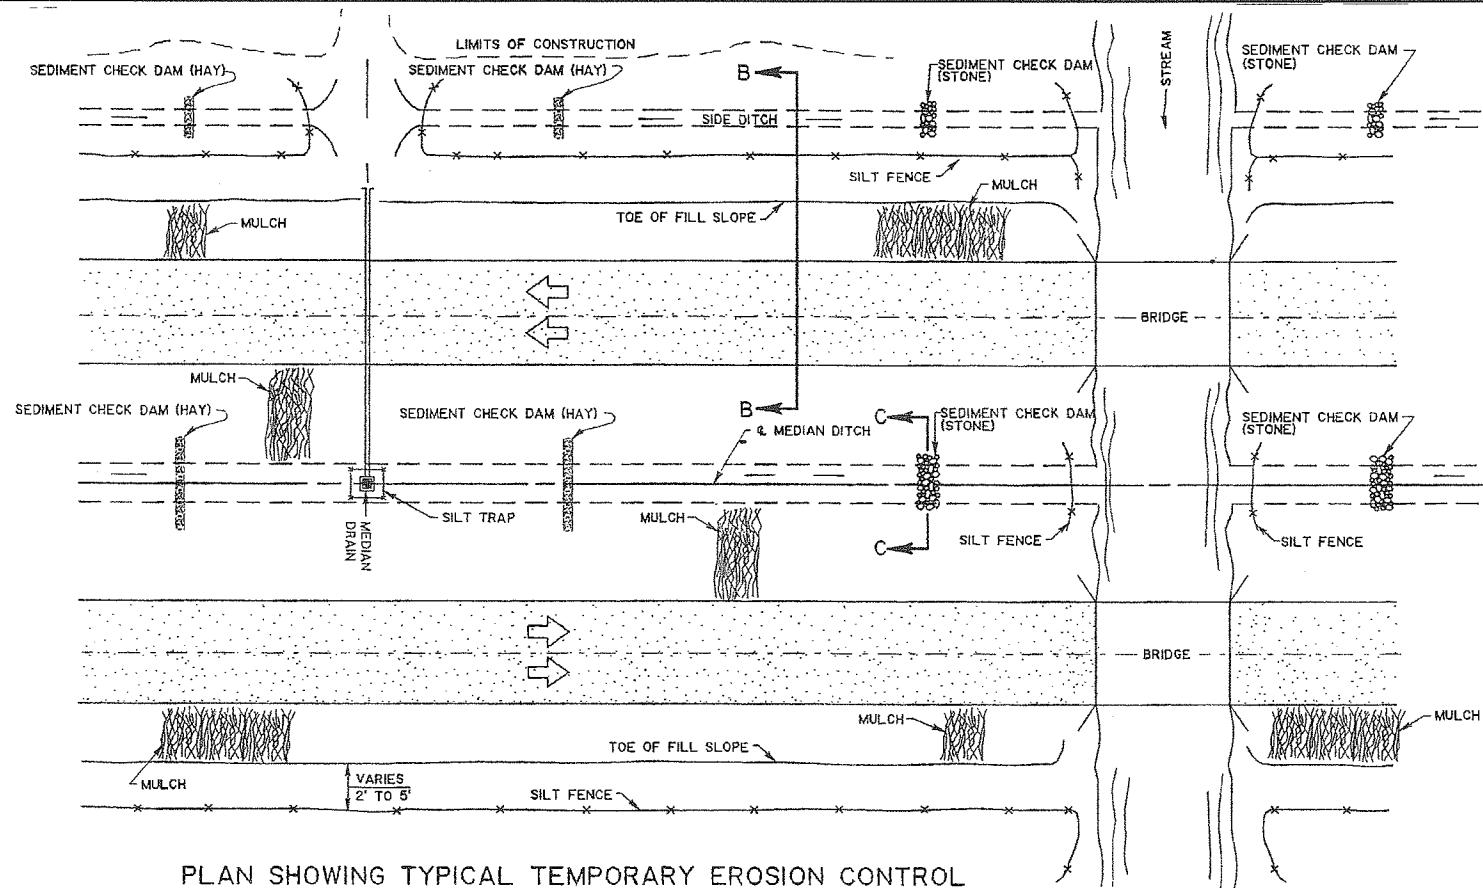 LIMITS OF CONSTRUCTION
SEDIMENT CHECK DAM (HAY)
SEDIMENT CHECK DAM (HAY)
B
SEDIMENT CHECK DAM
(STONE)
STREAM
SEDIMENT CHECK DAM
(STONE)
SIDE DITCH
SILT FENCE
MULCH
MULCH
TOE OF FILL SLOPE
BRIDGE
MULCH
SEDIMENT CHECK DAM (HAY)
SEDIMENT CHECK DAM (HAY)
B
℄ MEDIAN DITCH
C
SEDIMENT CHECK DAM
(STONE)
SEDIMENT CHECK DAM
(STONE)
SILT TRAP
MEDIAN
DRAIN
MULCH
C
SILT FENCE
SILT FENCE
BRIDGE
MULCH
MULCH
TOE OF FILL SLOPE
MULCH
VARIES
2' TO 5'
SILT FENCE
PLAN SHOWING TYPICAL TEMPORARY EROSION CONTROL